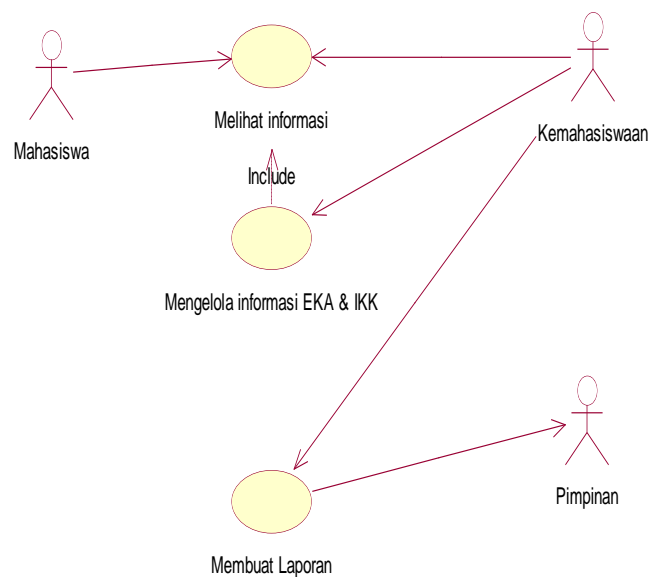 Melihat informasi
Mahasiswa
Kemahasiswaan
Include
Mengelola informasi EKA & IKK
Pimpinan
Membuat Laporan